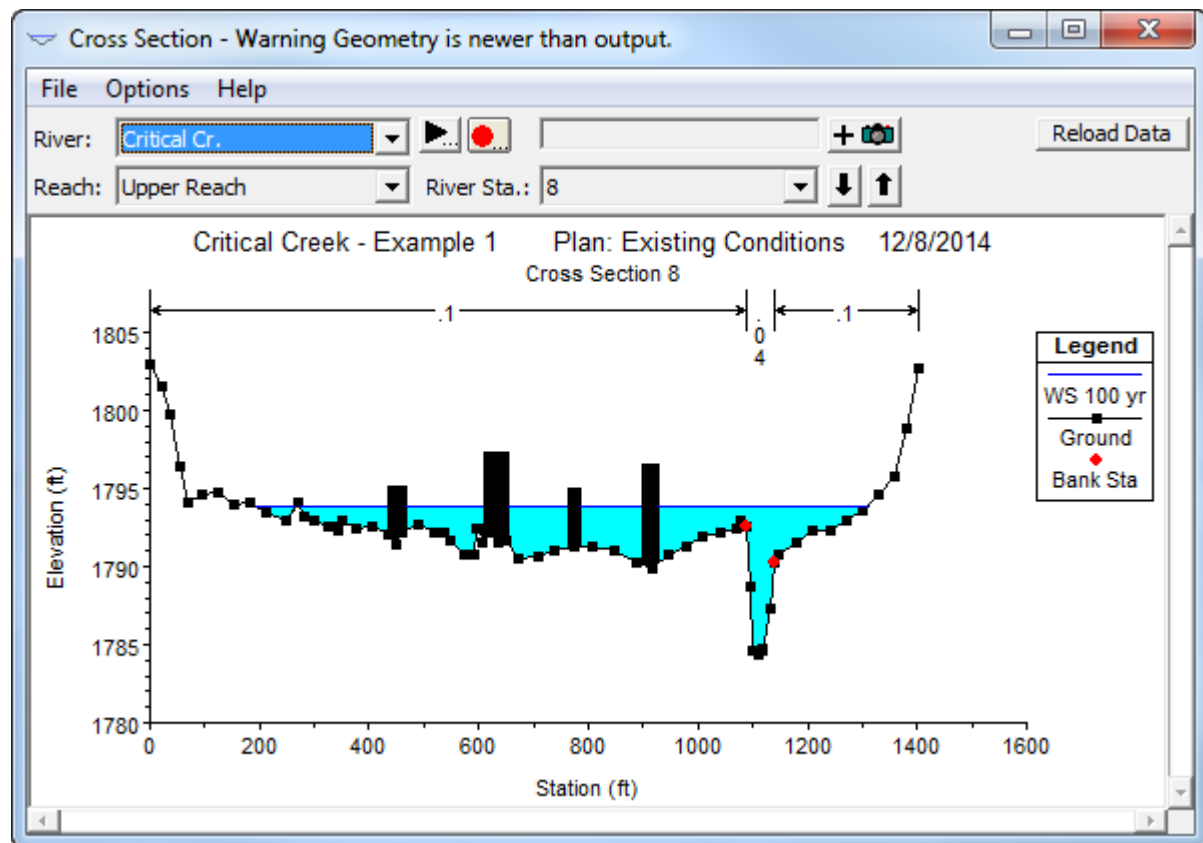 Cross Section - Warning Geometry is newer than output.
File Options Help
River: Critical Cr. ... ... + Reload Data
Reach: Upper Reach River Sta.: 8
Critical Creek - Example 1 Plan: Existing Conditions 12/8/2014
Cross Section 8
.1 .04 .1
1805
1800
1795
1790
1785
1780
Elevation (ft)
0 200 400 600 800 1000 1200 1400 1600
Station (ft)
Legend
WS 100 yr
Ground
Bank Sta